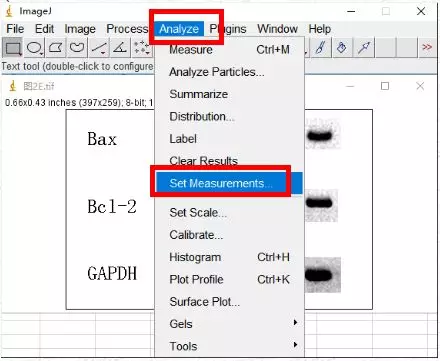 ImageJ
File Edit Image Process Analyze Plugins Window Help
>>
Text tool (double-click to configure
图2E.tif
0.66x0.43 inches (397x259); 8-bit; 1
Measure Ctrl+M
Analyze Particles...
Summarize
Distribution...
Label
Clear Results
Set Measurements...
Set Scale...
Calibrate...
Histogram Ctrl+H
Plot Profile Ctrl+K
Surface Plot...
Gels
Tools
Bax
Bcl-2
GAPDH